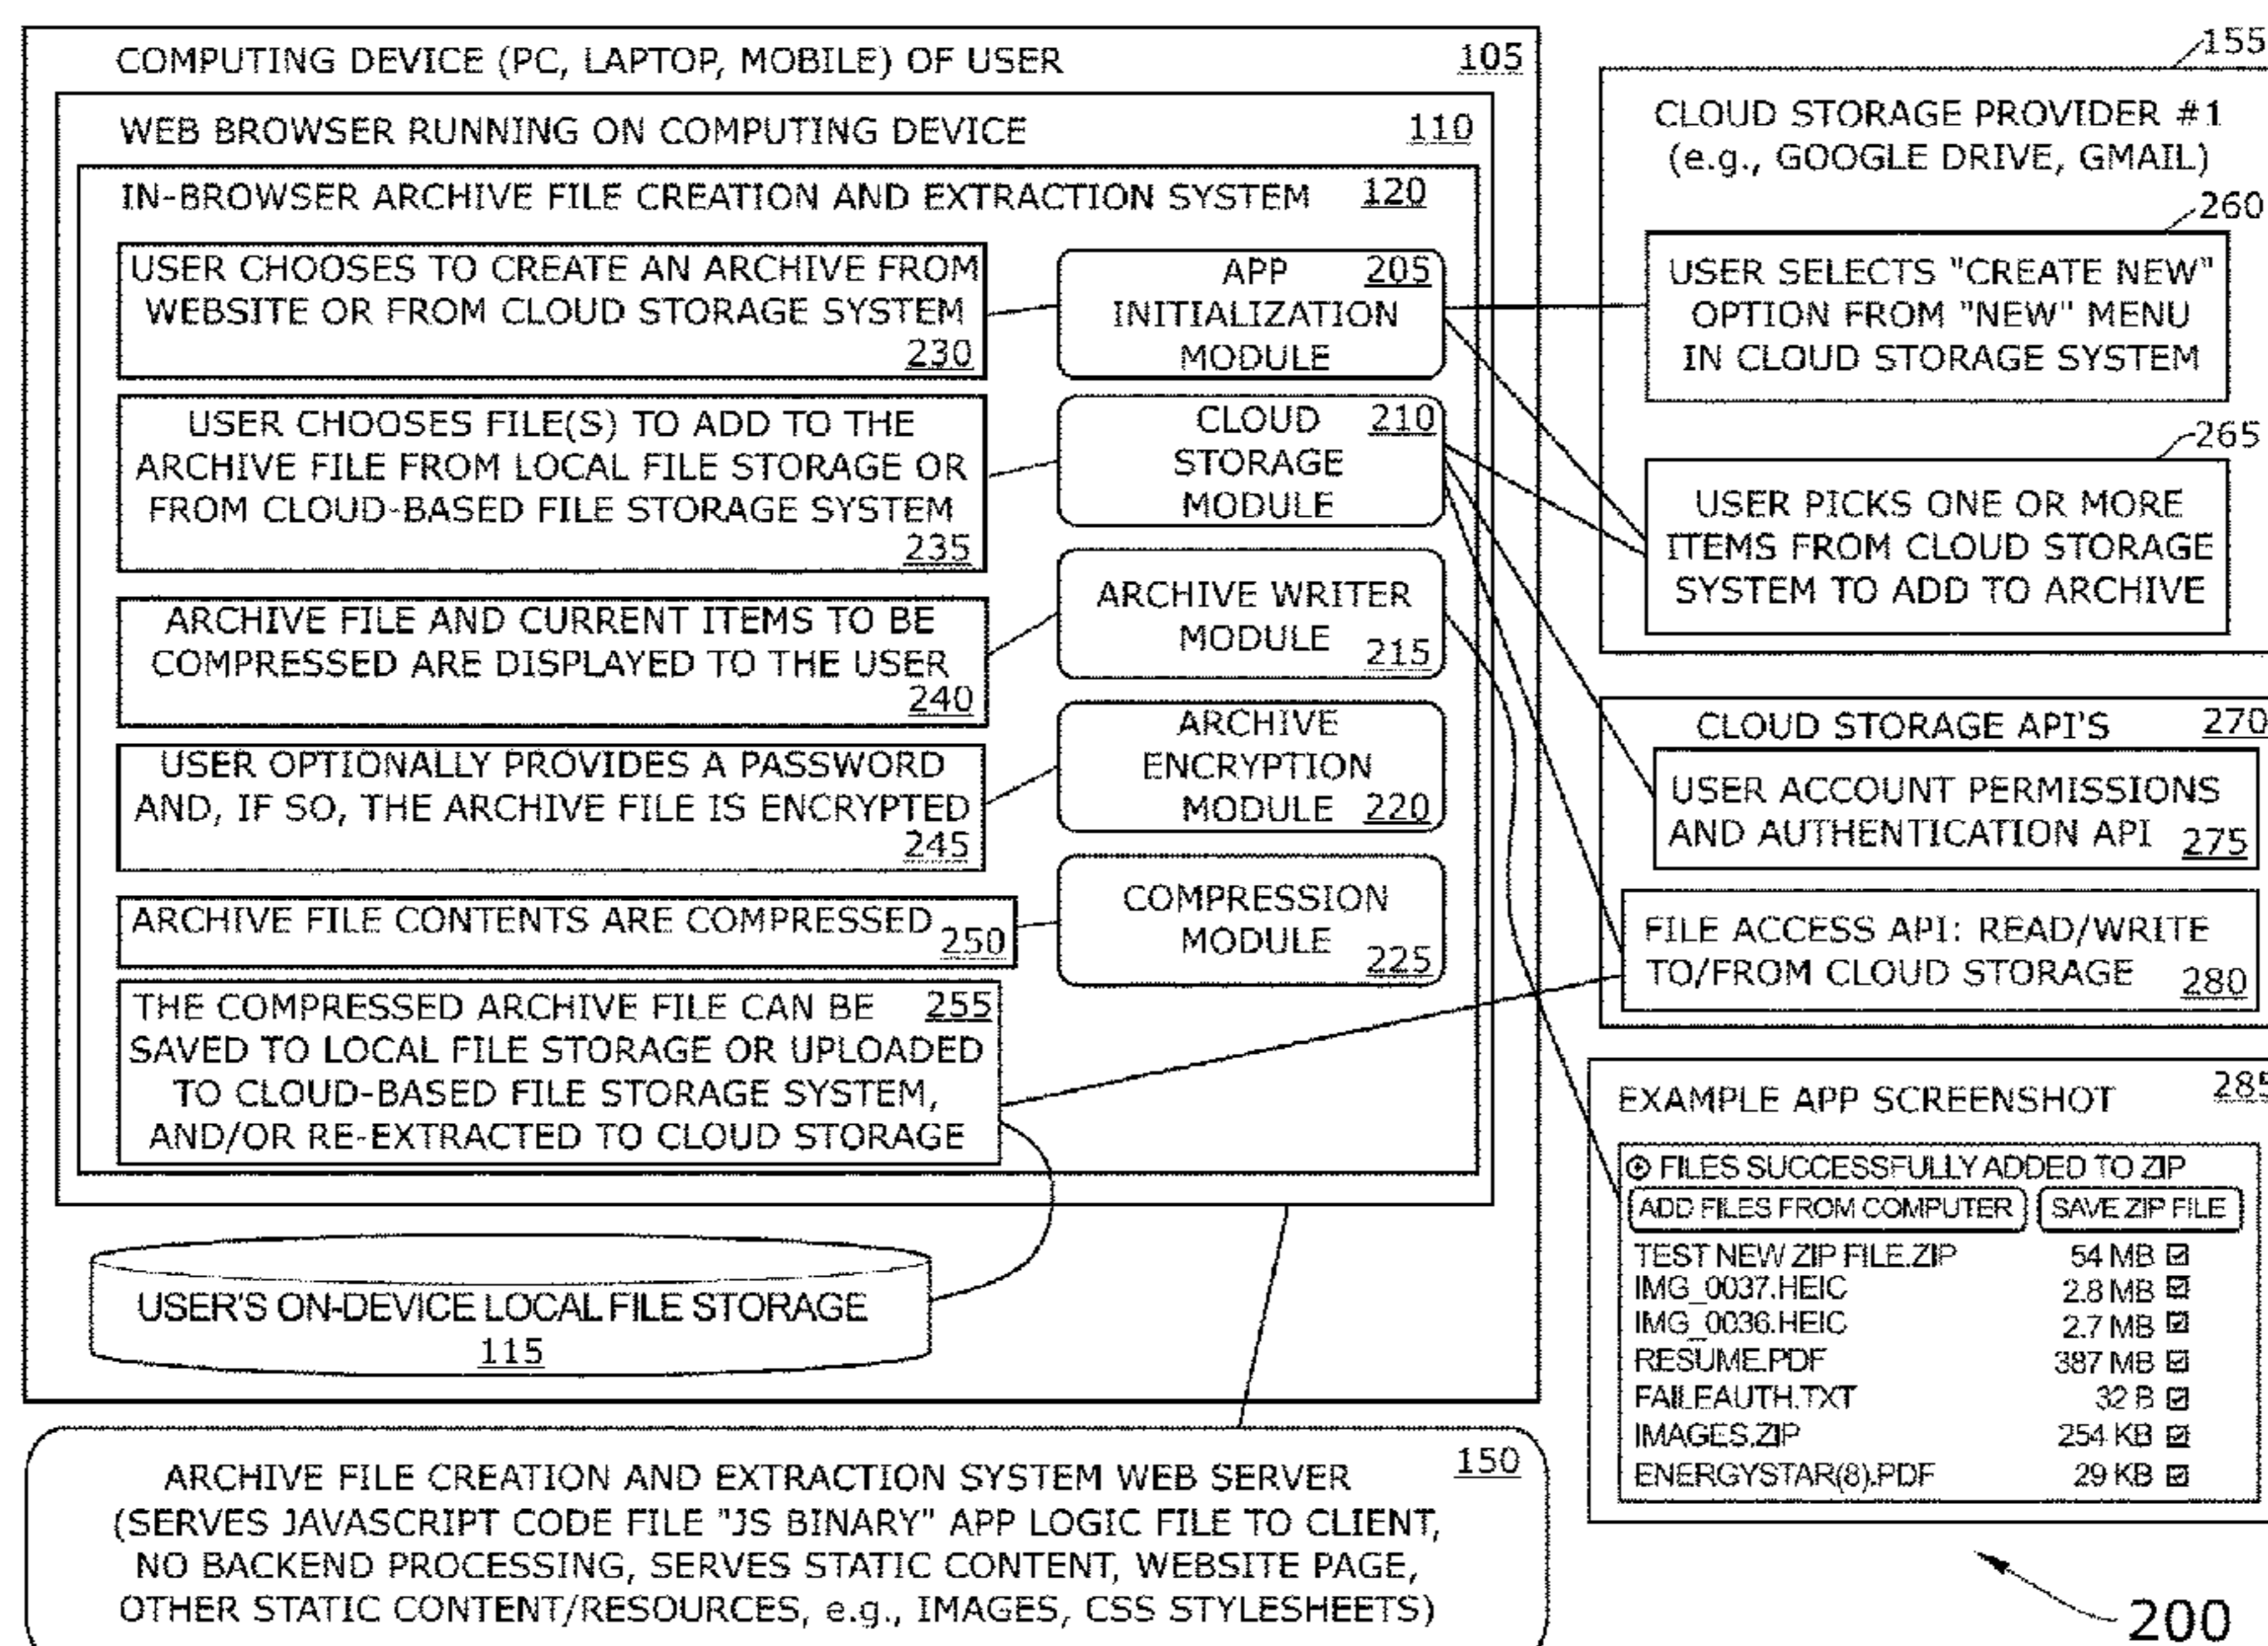 COMPUTING DEVICE (PC, LAPTOP, MOBILE) OF USER 105
WEB BROWSER RUNNING ON COMPUTING DEVICE 110
IN-BROWSER ARCHIVE FILE CREATION AND EXTRACTION SYSTEM 120
USER CHOOSES TO CREATE AN ARCHIVE FROM
WEBSITE OR FROM CLOUD STORAGE SYSTEM
230
USER CHOOSES FILE(S) TO ADD TO THE
ARCHIVE FILE FROM LOCAL FILE STORAGE OR
FROM CLOUD-BASED FILE STORAGE SYSTEM
235
ARCHIVE FILE AND CURRENT ITEMS TO BE
COMPRESSED ARE DISPLAYED TO THE USER
240
USER OPTIONALLY PROVIDES A PASSWORD
AND, IF SO, THE ARCHIVE FILE IS ENCRYPTED
245
ARCHIVE FILE CONTENTS ARE COMPRESSED 250
THE COMPRESSED ARCHIVE FILE CAN BE 255
SAVED TO LOCAL FILE STORAGE OR UPLOADED
TO CLOUD-BASED FILE STORAGE SYSTEM,
AND/OR RE-EXTRACTED TO CLOUD STORAGE
APP 205
INITIALIZATION
MODULE
CLOUD 210
STORAGE
MODULE
ARCHIVE WRITER
MODULE 215
ARCHIVE
ENCRYPTION
MODULE 220
COMPRESSION
MODULE 225
USER'S ON-DEVICE LOCAL FILE STORAGE
115
ARCHIVE FILE CREATION AND EXTRACTION SYSTEM WEB SERVER 150
(SERVES JAVASCRIPT CODE FILE "JS BINARY" APP LOGIC FILE TO CLIENT,
NO BACKEND PROCESSING, SERVES STATIC CONTENT, WEBSITE PAGE,
OTHER STATIC CONTENT/RESOURCES, e.g., IMAGES, CSS STYLESHEETS)
155
CLOUD STORAGE PROVIDER #1
(e.g., GOOGLE DRIVE, GMAIL)
260
USER SELECTS "CREATE NEW"
OPTION FROM "NEW" MENU
IN CLOUD STORAGE SYSTEM
265
USER PICKS ONE OR MORE
ITEMS FROM CLOUD STORAGE
SYSTEM TO ADD TO ARCHIVE
CLOUD STORAGE API'S 270
USER ACCOUNT PERMISSIONS
AND AUTHENTICATION API 275
FILE ACCESS API: READ/WRITE
TO/FROM CLOUD STORAGE 280
EXAMPLE APP SCREENSHOT 285
FILES SUCCESSFULLY ADDED TO ZIP
ADD FILES FROM COMPUTER SAVE ZIP FILE
TEST NEW ZIP FILE.ZIP 54 MB
IMG_0037.HEIC 2.8 MB
IMG_0036.HEIC 2.7 MB
RESUME.PDF 387 MB
FAILEAUTH.TXT 32 B
IMAGES.ZIP 254 KB
ENERGYSTAR(8).PDF 29 KB
200